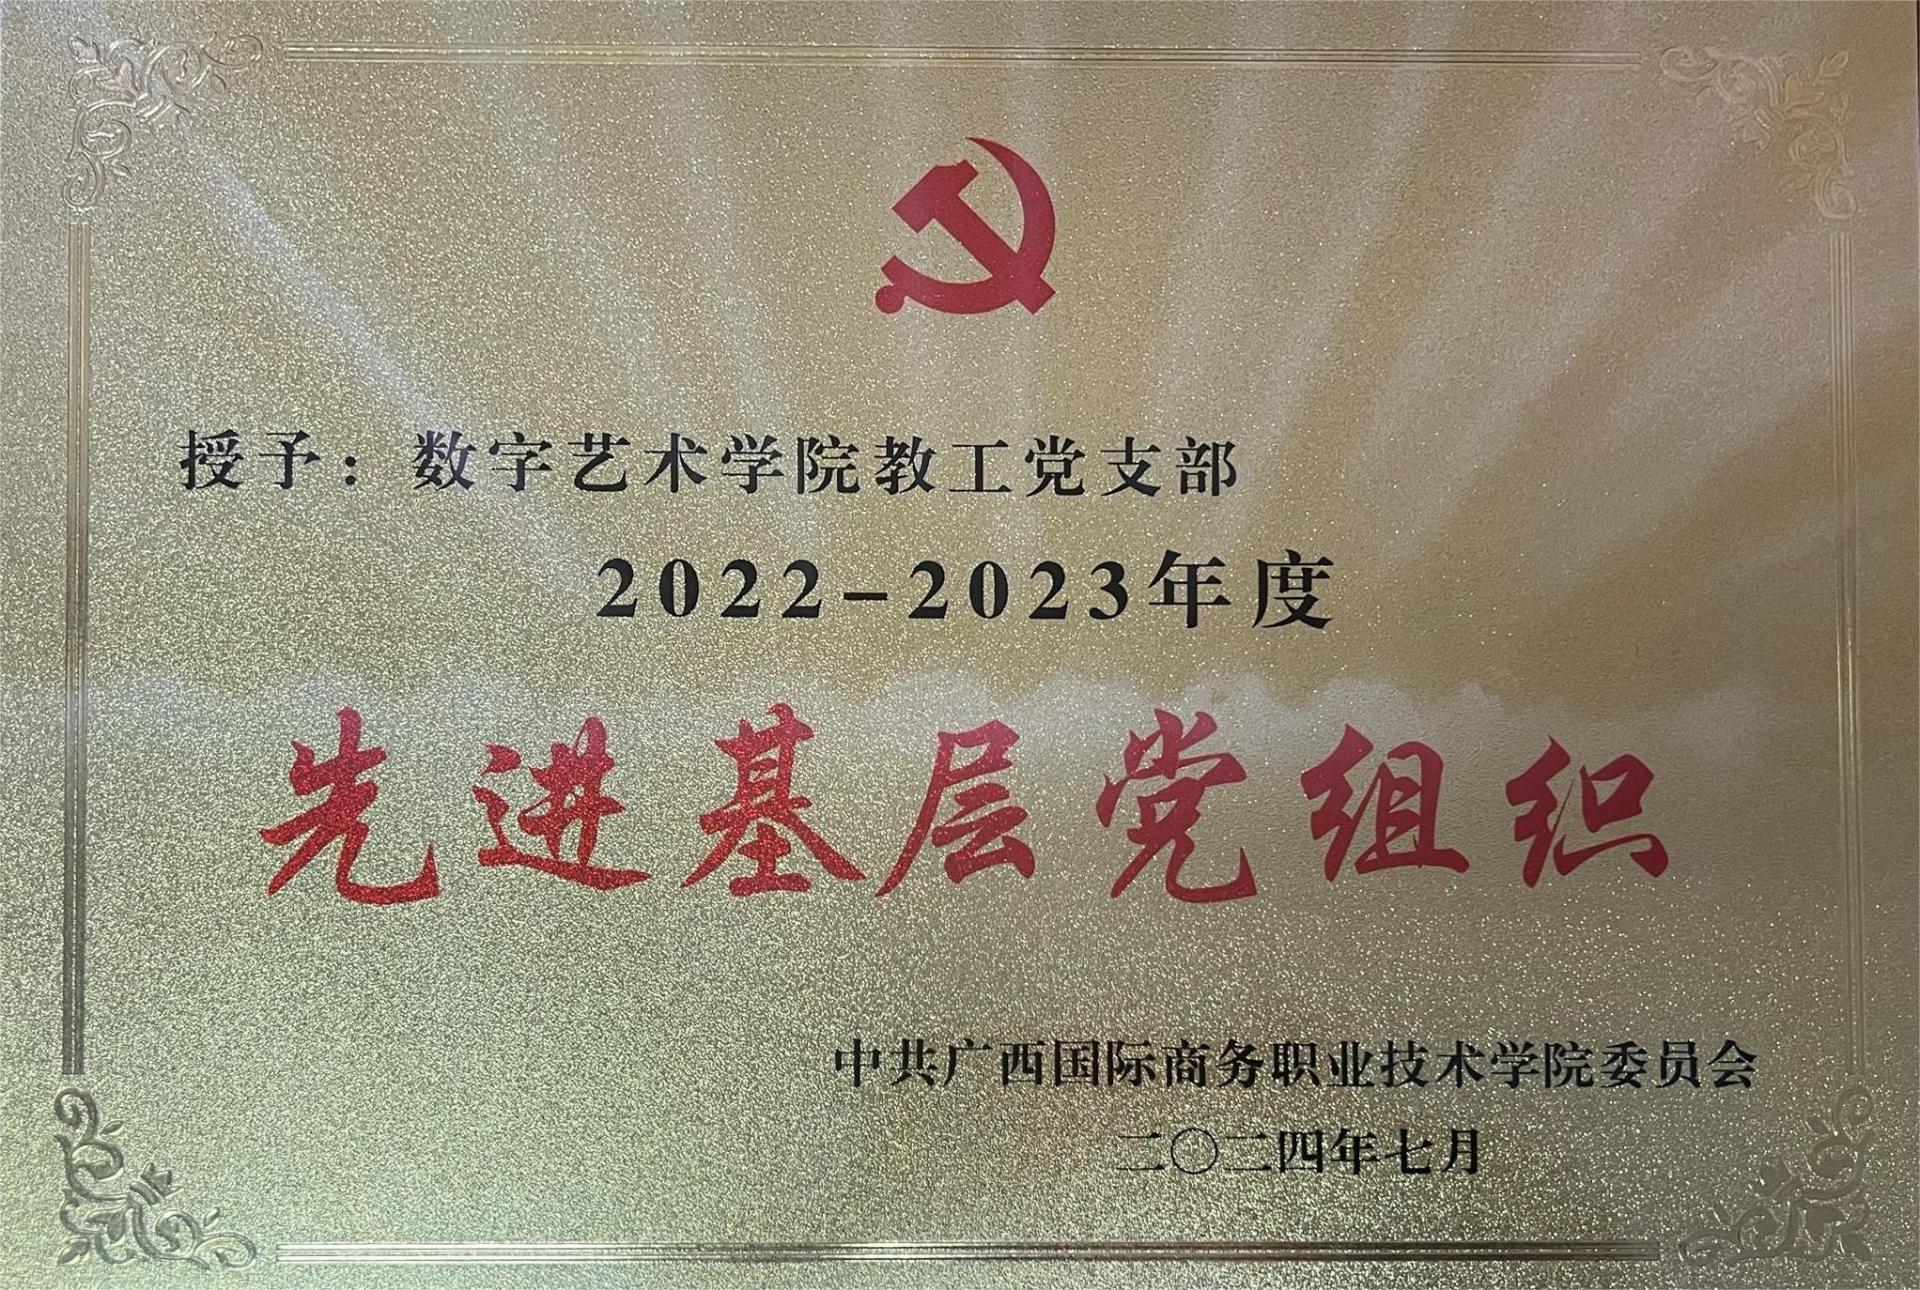 授予：数字艺术学院教工党支部
2022-2023年度
先进基层党组织
中共广西国际商务职业技术学院委员会
二〇二四年七月